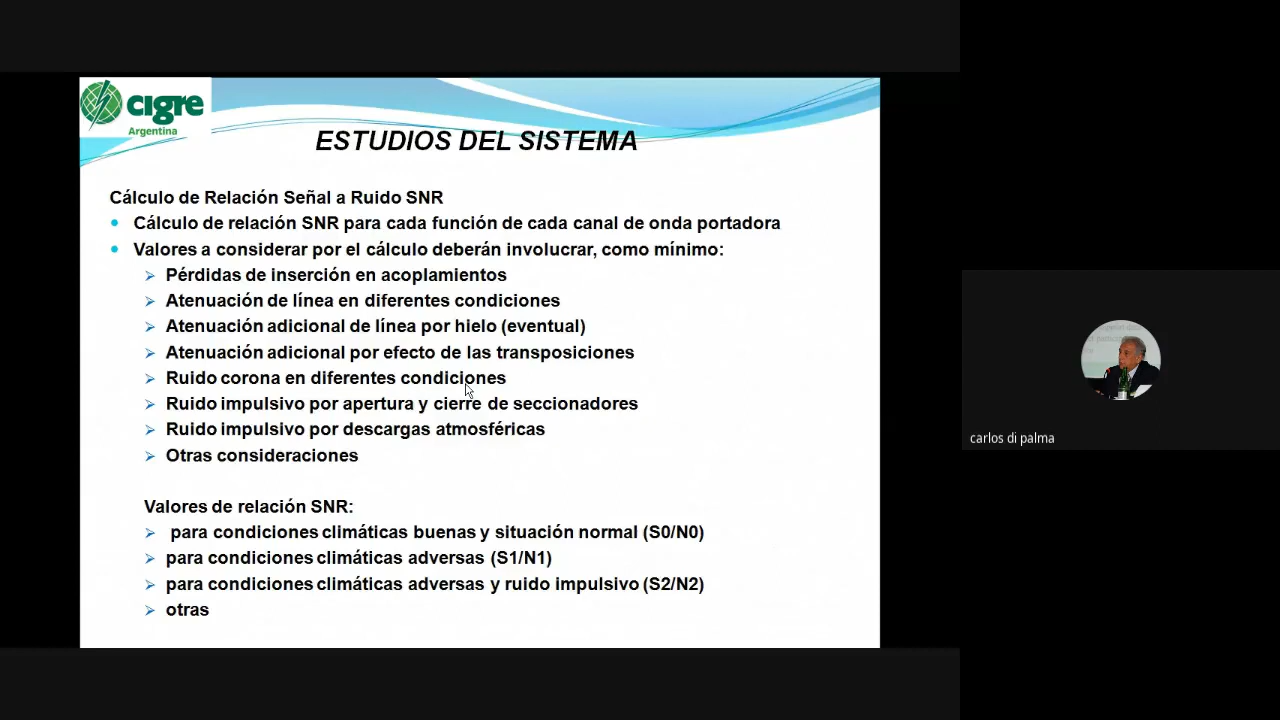 cigre
Argentina
ESTUDIOS DEL SISTEMA
Cálculo de Relación Señal a Ruido SNR
Cálculo de relación SNR para cada función de cada canal de onda portadora
Valores a considerar por el cálculo deberán involucrar, como mínimo:
Pérdidas de inserción en acoplamientos
Atenuación de línea en diferentes condiciones
Atenuación adicional de línea por hielo (eventual)
Atenuación adicional por efecto de las transposiciones
Ruido corona en diferentes condiciones
Ruido impulsivo por apertura y cierre de seccionadores
Ruido impulsivo por descargas atmosféricas
Otras consideraciones
Valores de relación SNR:
para condiciones climáticas buenas y situación normal (S0/N0)
para condiciones climáticas adversas (S1/N1)
para condiciones climáticas adversas y ruido impulsivo (S2/N2)
otras
carlos di palma